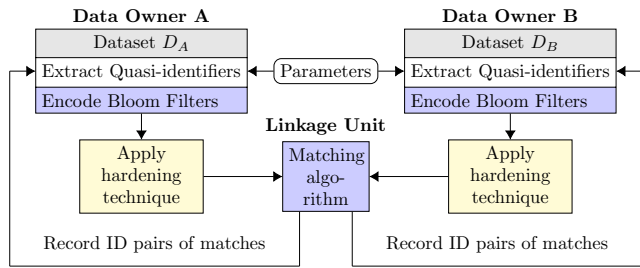 Data Owner A
Data Owner B
Dataset D_A
Dataset D_B
Extract Quasi-identifiers
Parameters
Extract Quasi-identifiers
Encode Bloom Filters
Encode Bloom Filters
Linkage Unit
Apply
hardening
technique
Matching
algo-
rithm
Apply
hardening
technique
Record ID pairs of matches
Record ID pairs of matches